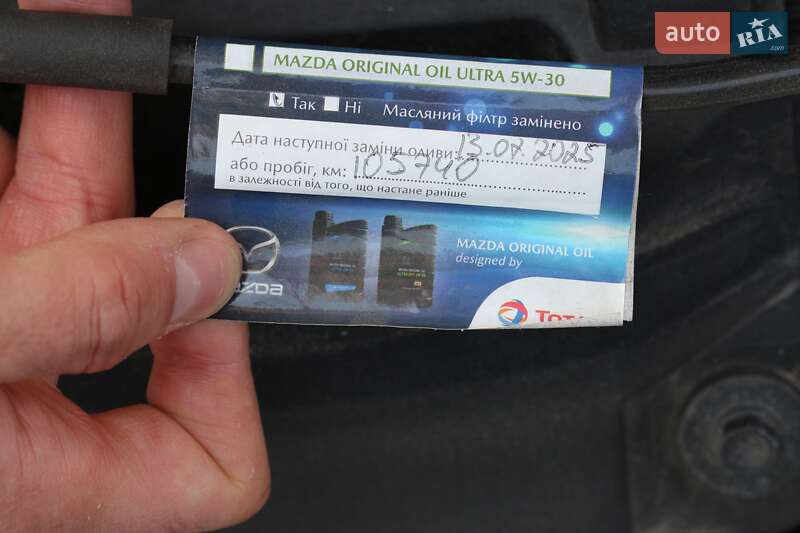 auto RIA .com
MAZDA ORIGINAL OIL ULTRA 5W-30
Так Ні Масляний фільтр замінено
Дата наступної заміни оливи: 13.07.2025
або пробіг, км: 105740
в залежності від того, що настане раніше
MAZDA ORIGINAL OIL
designed by